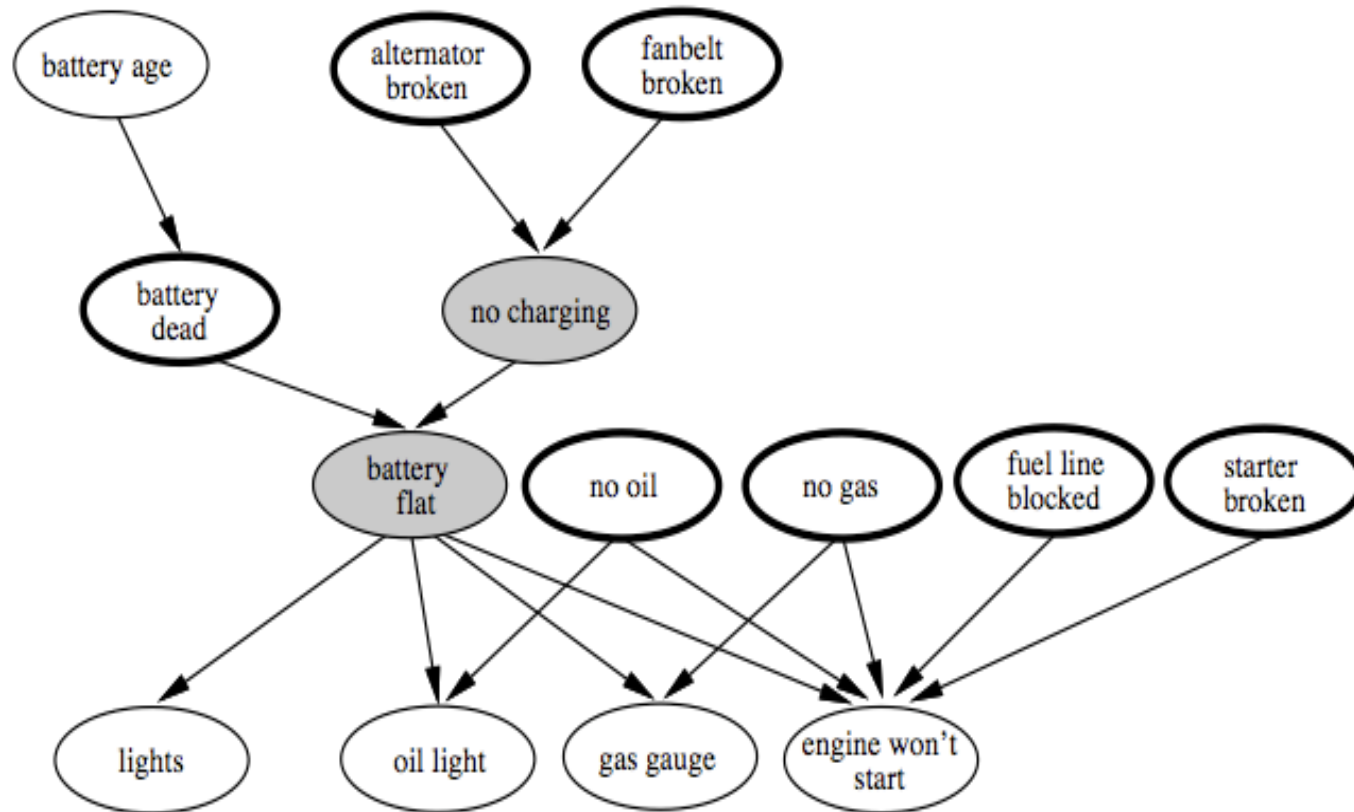 battery age
alternator
broken
fanbelt
broken
battery
dead
no charging
battery
flat
no oil
no gas
fuel line
blocked
starter
broken
lights
oil light
gas gauge
engine won't
start